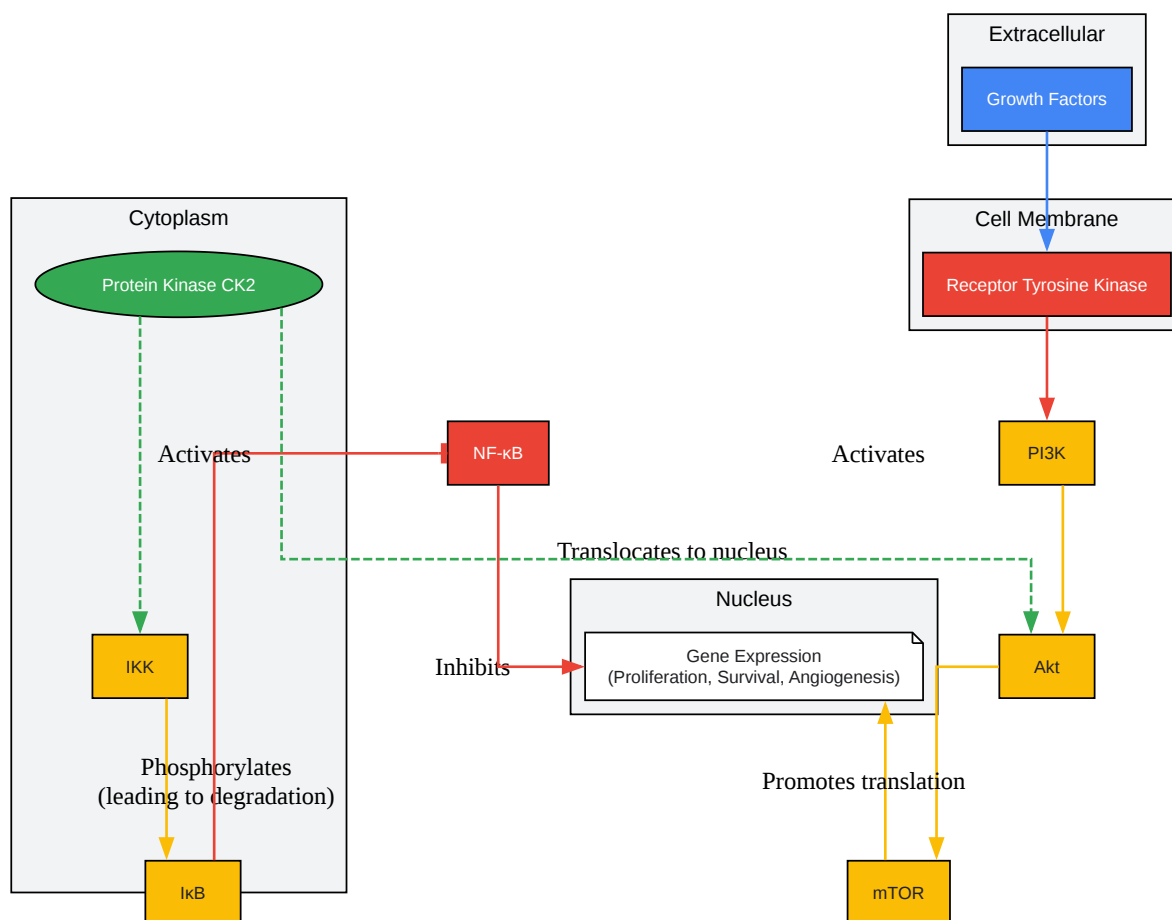 Extracellular
Growth Factors
Cytoplasm
Cell Membrane
Protein Kinase CK2
Receptor Tyrosine Kinase
Activates
NF-κB
Activates
PI3K
Translocates to nucleus
Nucleus
IKK
Inhibits
Gene Expression
(Proliferation, Survival, Angiogenesis)
Akt
Phosphorylates
(leading to degradation)
Promotes translation
IκB
mTOR